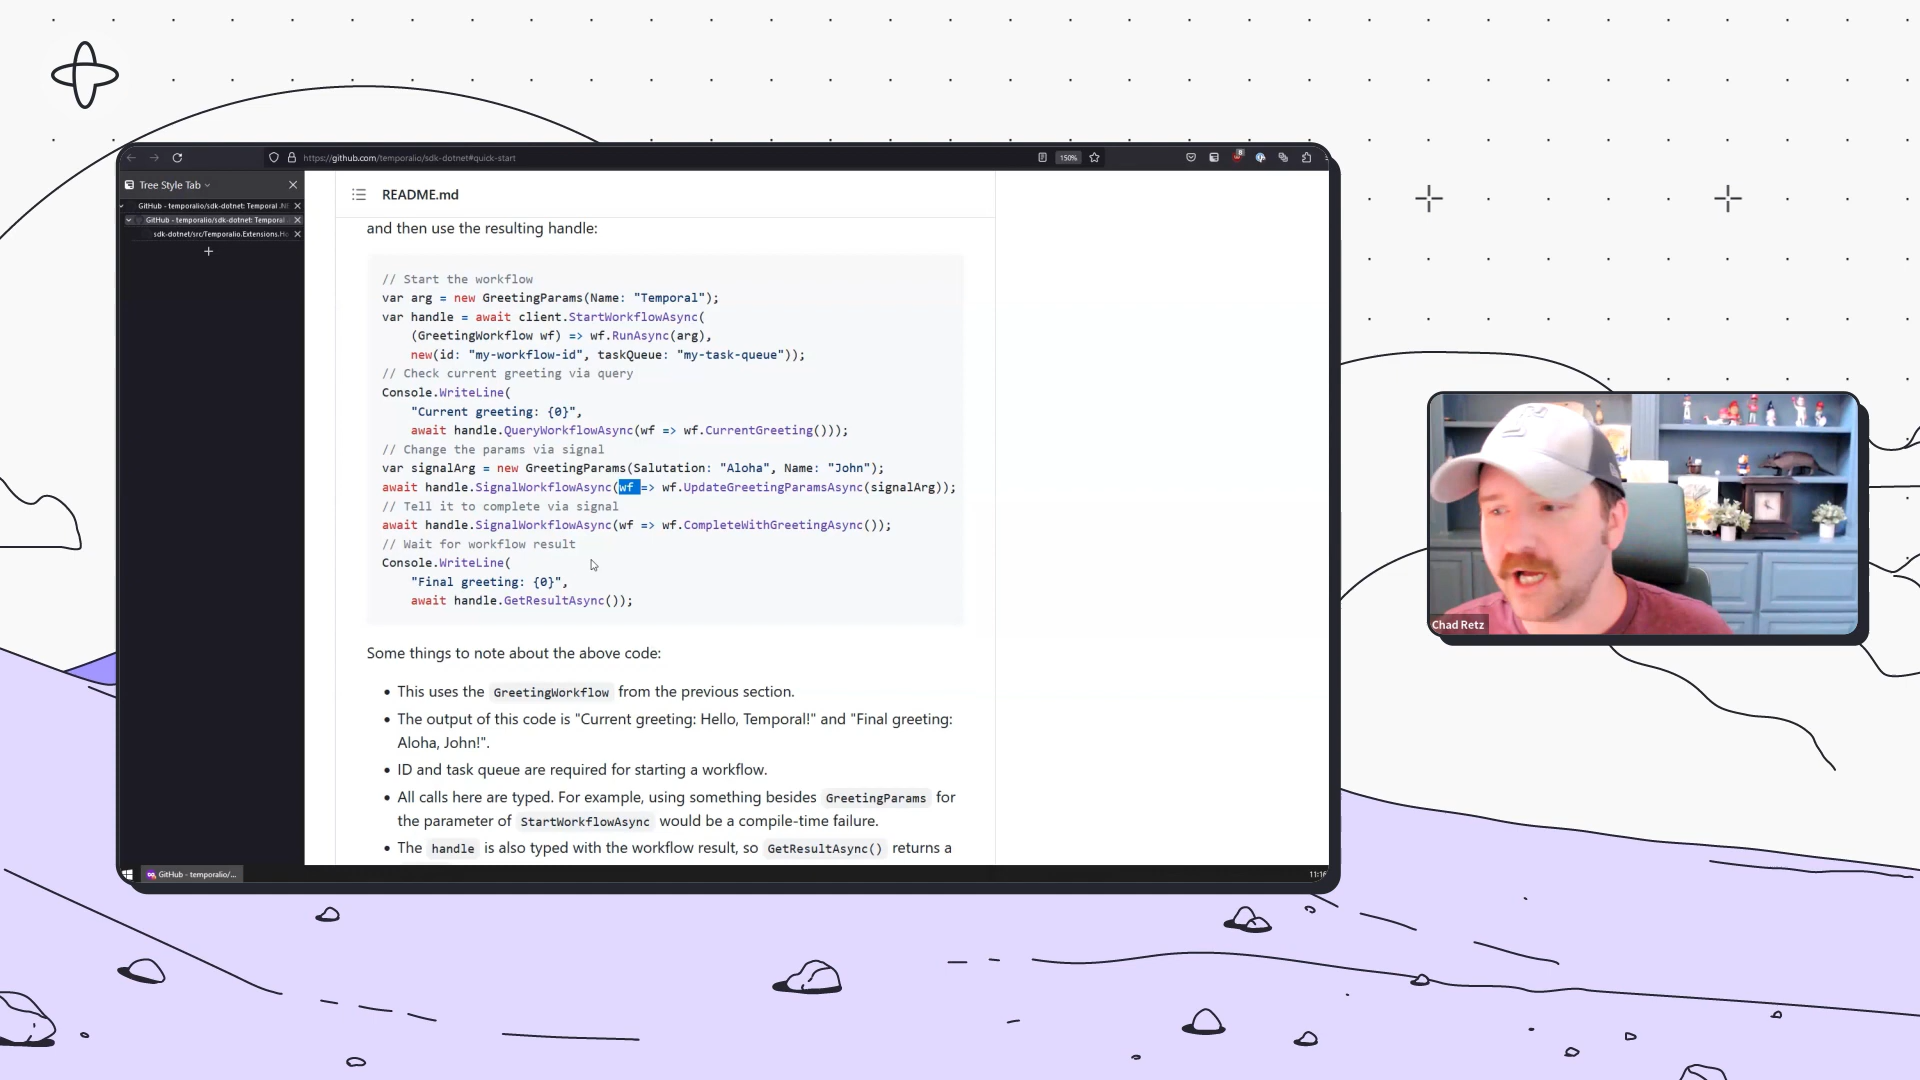 https://github.com/temporalio/sdk-dotnet#quick-start
150%
8
Tree Style Tab
GitHub - temporalio/sdk-dotnet: Temporal .N
GitHub - temporalio/sdk-dotnet: Temporal
sdk-dotnet/src/Temporalio.Extensions.Ho
README.md
and then use the resulting handle:
// Start the workflow
var arg = new GreetingParams(Name: "Temporal");
var handle = await client.StartWorkflowAsync(
(GreetingWorkflow wf) => wf.RunAsync(arg),
new(id: "my-workflow-id", taskQueue: "my-task-queue"));
// Check current greeting via query
Console.WriteLine(
"Current greeting: {0}",
await handle.QueryWorkflowAsync(wf => wf.CurrentGreeting()));
// Change the params via signal
var signalArg = new GreetingParams(Salutation: "Aloha", Name: "John");
await handle.SignalWorkflowAsync(wf => wf.UpdateGreetingParamsAsync(signalArg));
// Tell it to complete via signal
await handle.SignalWorkflowAsync(wf => wf.CompleteWithGreetingAsync());
// Wait for workflow result
Console.WriteLine(
"Final greeting: {0}",
await handle.GetResultAsync());
Some things to note about the above code:
• This uses the GreetingWorkflow from the previous section.
• The output of this code is "Current greeting: Hello, Temporal!" and "Final greeting:
Aloha, John!".
• ID and task queue are required for starting a workflow.
• All calls here are typed. For example, using something besides GreetingParams for
the parameter of StartWorkflowAsync would be a compile-time failure.
• The handle is also typed with the workflow result, so GetResultAsync() returns a
GitHub - temporalio/...
11:16
Chad Retz